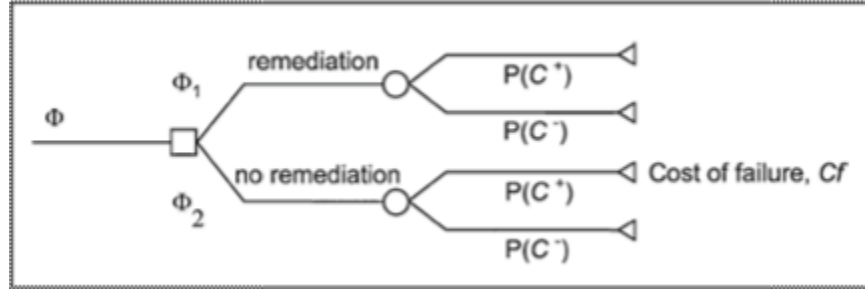 Φ
Φ₁
remediation
P(C⁺)
P(C⁻)
Φ₂
no remediation
P(C⁺)
Cost of failure, Cf
P(C⁻)